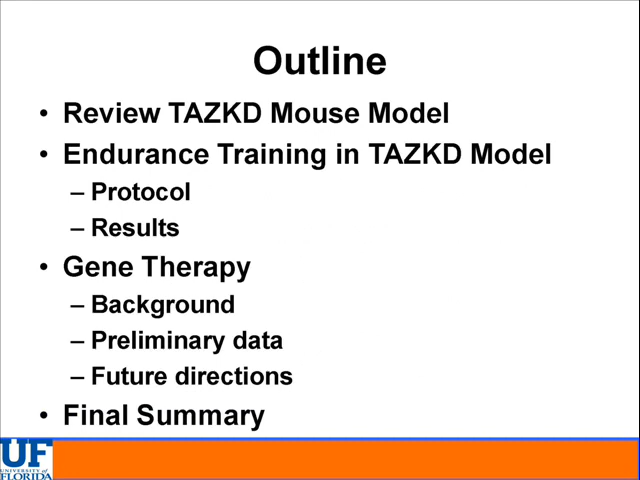 Outline
• Review TAZKD Mouse Model
• Endurance Training in TAZKD Model
– Protocol
– Results
• Gene Therapy
– Background
– Preliminary data
– Future directions
• Final Summary
UF
UNIVERSITY of
FLORIDA